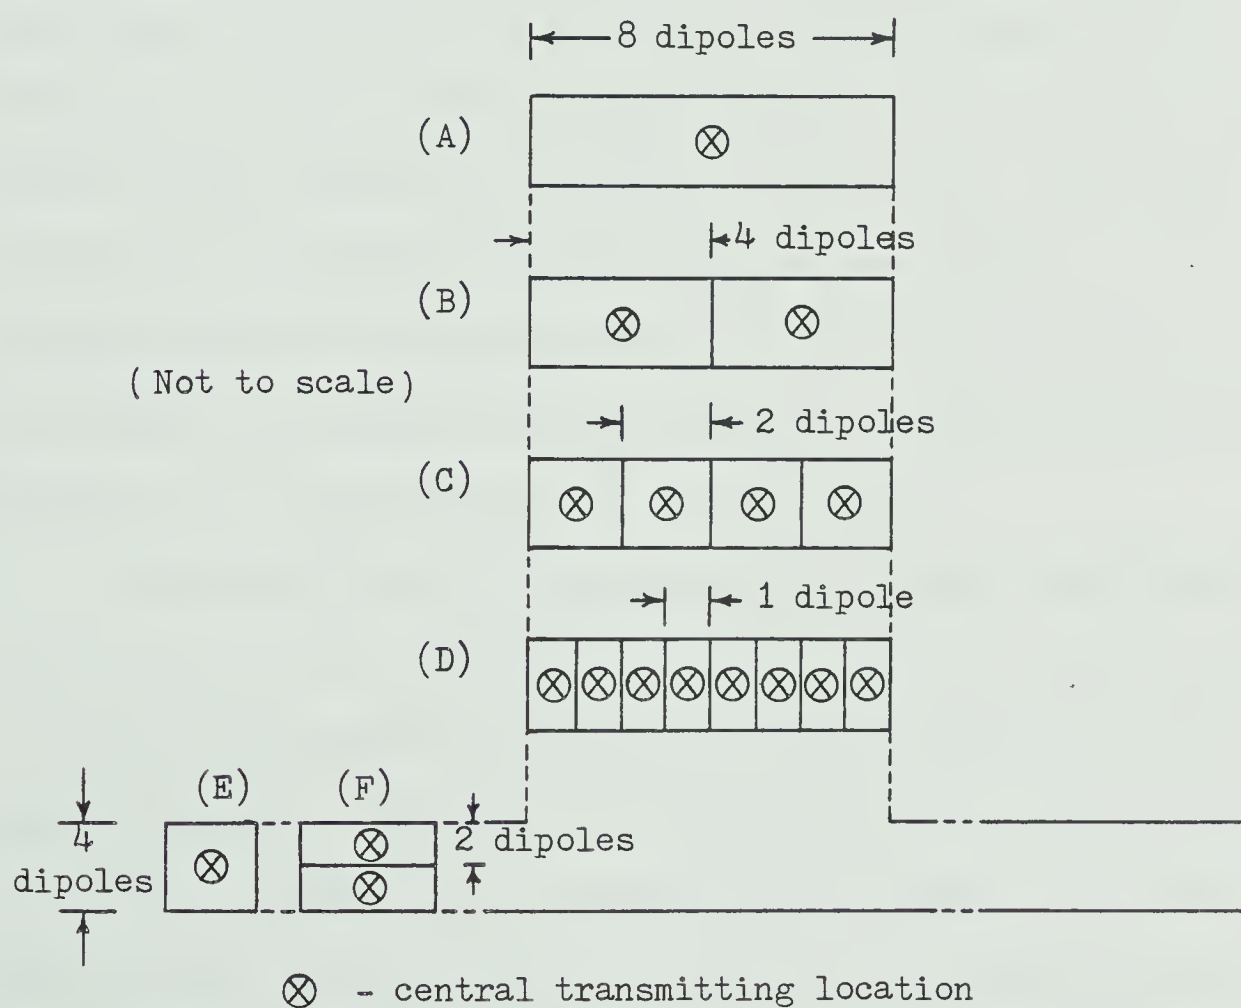 8 dipoles
(A)
4 dipoles
(B)
(Not to scale)
2 dipoles
(C)
1 dipole
(D)
(E) (F)
4 dipoles
2 dipoles
⊗ - central transmitting location